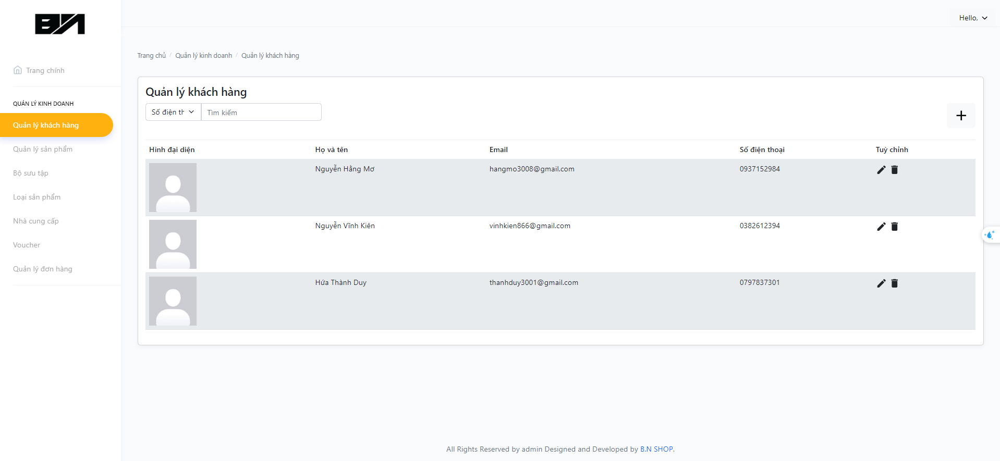 BN
Hello,
Trang chính
QUẢN LÝ KINH DOANH
Quản lý khách hàng
Quản lý sản phẩm
Bộ sưu tập
Loại sản phẩm
Nhà cung cấp
Voucher
Quản lý đơn hàng
Trang chủ / Quản lý kinh doanh / Quản lý khách hàng
Quản lý khách hàng
Số điện th Tìm kiếm
Hình đại diện Họ và tên Email Số điện thoại Tuỳ chỉnh
Nguyễn Hằng Mơ hangmo3008@gmail.com 0937152984
Nguyễn Vĩnh Kiên vinhkien866@gmail.com 0382612394
Hứa Thành Duy thanhduy3001@gmail.com 0797837301
All Rights Reserved by admin Designed and Developed by B.N SHOP.